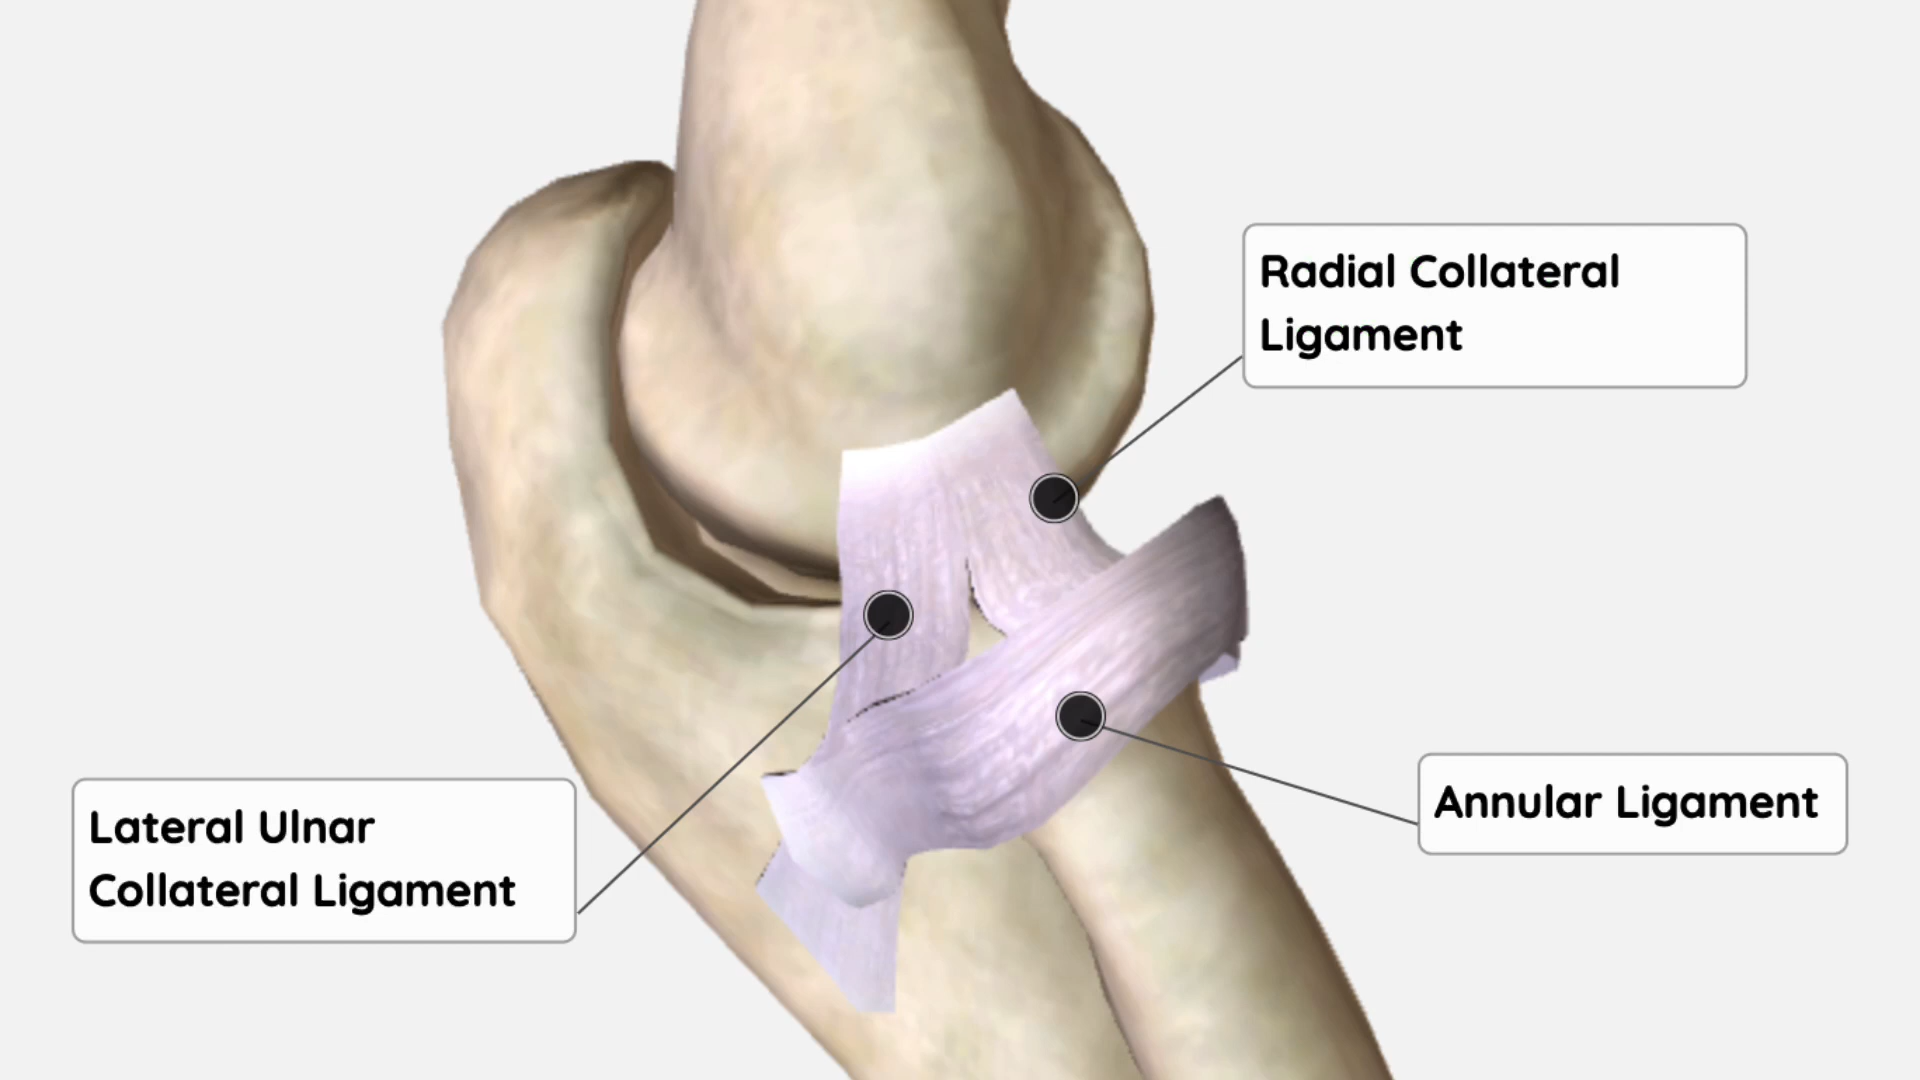 Radial Collateral
Ligament
Lateral Ulnar
Collateral Ligament
Annular Ligament